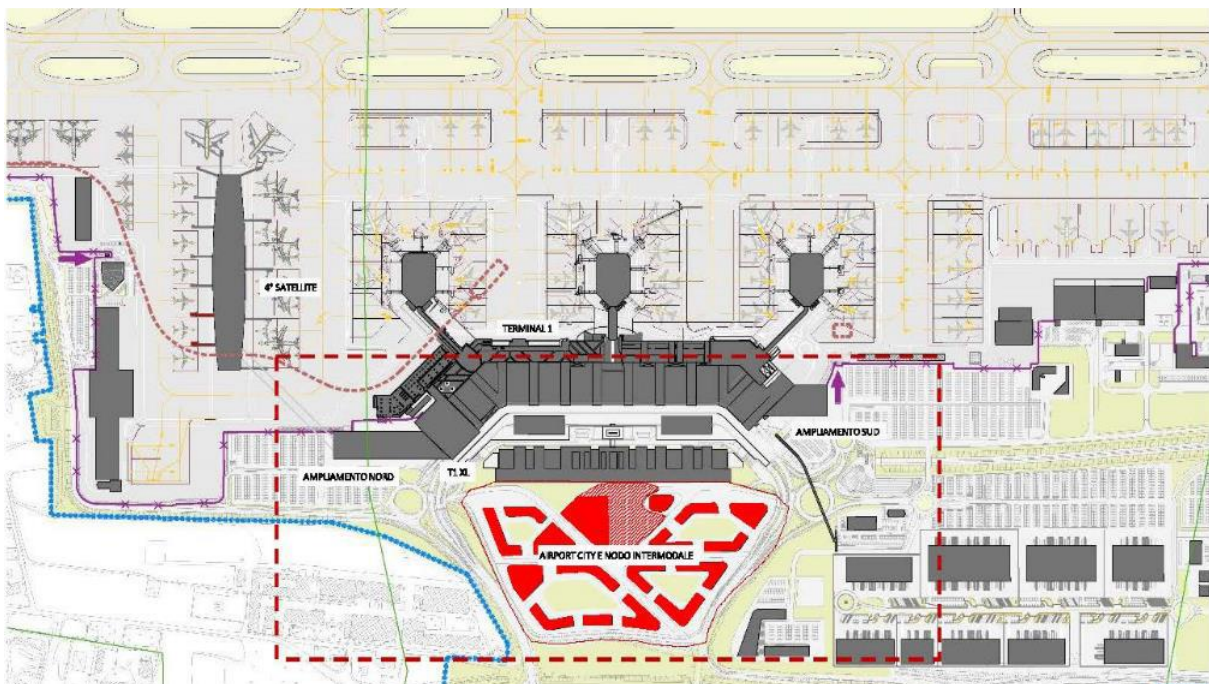 4° SATELLITE
TERMINAL 1
AMPLIAMENTO SUD
AMPLIAMENTO NORD
T1 XL
AIRPORT CITY E NODO INTERMODALE